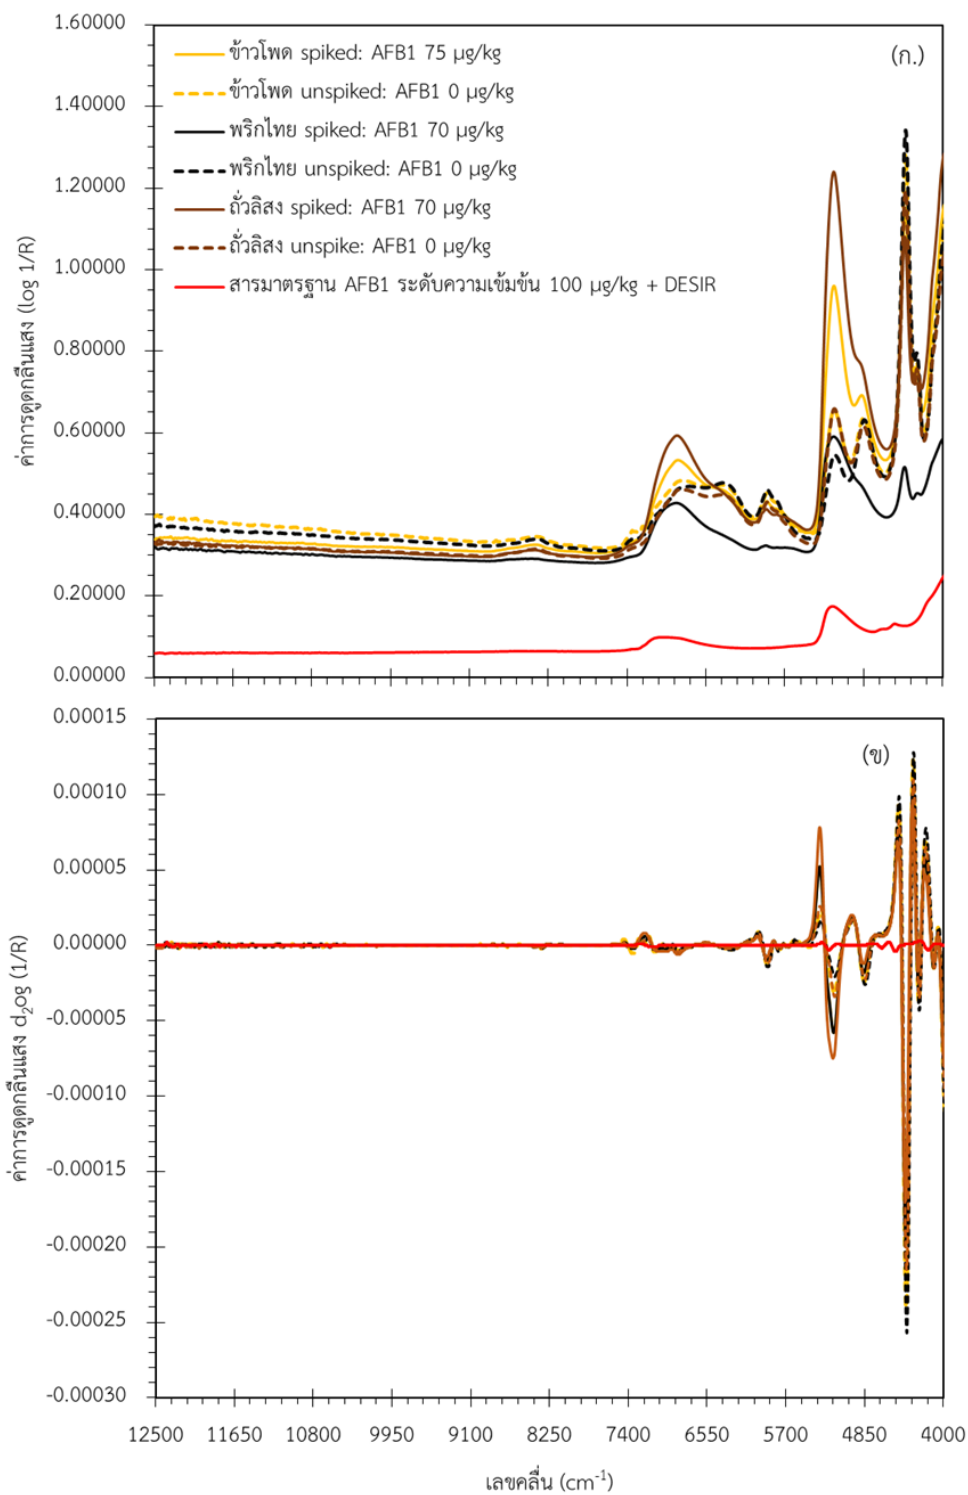 1.60000
(ก.)
ข้าวโพด spiked: AFB1 75 µg/kg
ข้าวโพด unspiked: AFB1 0 µg/kg
1.40000
พริกไทย spiked: AFB1 70 µg/kg
พริกไทย unspiked: AFB1 0 µg/kg
1.20000
ถั่วลิสง spiked: AFB1 70 µg/kg
ถั่วลิสง unspike: AFB1 0 µg/kg
1.00000
สารมาตรฐาน AFB1 ระดับความเข้มข้น 100 µg/kg + DESIR
0.80000
0.60000
0.40000
0.20000
0.00000
ค่าการดูดกลืนแสง (log 1/R)
0.00015
(ข)
0.00010
0.00005
0.00000
-0.00005
-0.00010
-0.00015
-0.00020
-0.00025
-0.00030
ค่าการดูดกลืนแสง d₂og (1/R)
12500 11650 10800 9950 9100 8250 7400 6550 5700 4850 4000
เลขคลื่น (cm⁻¹)